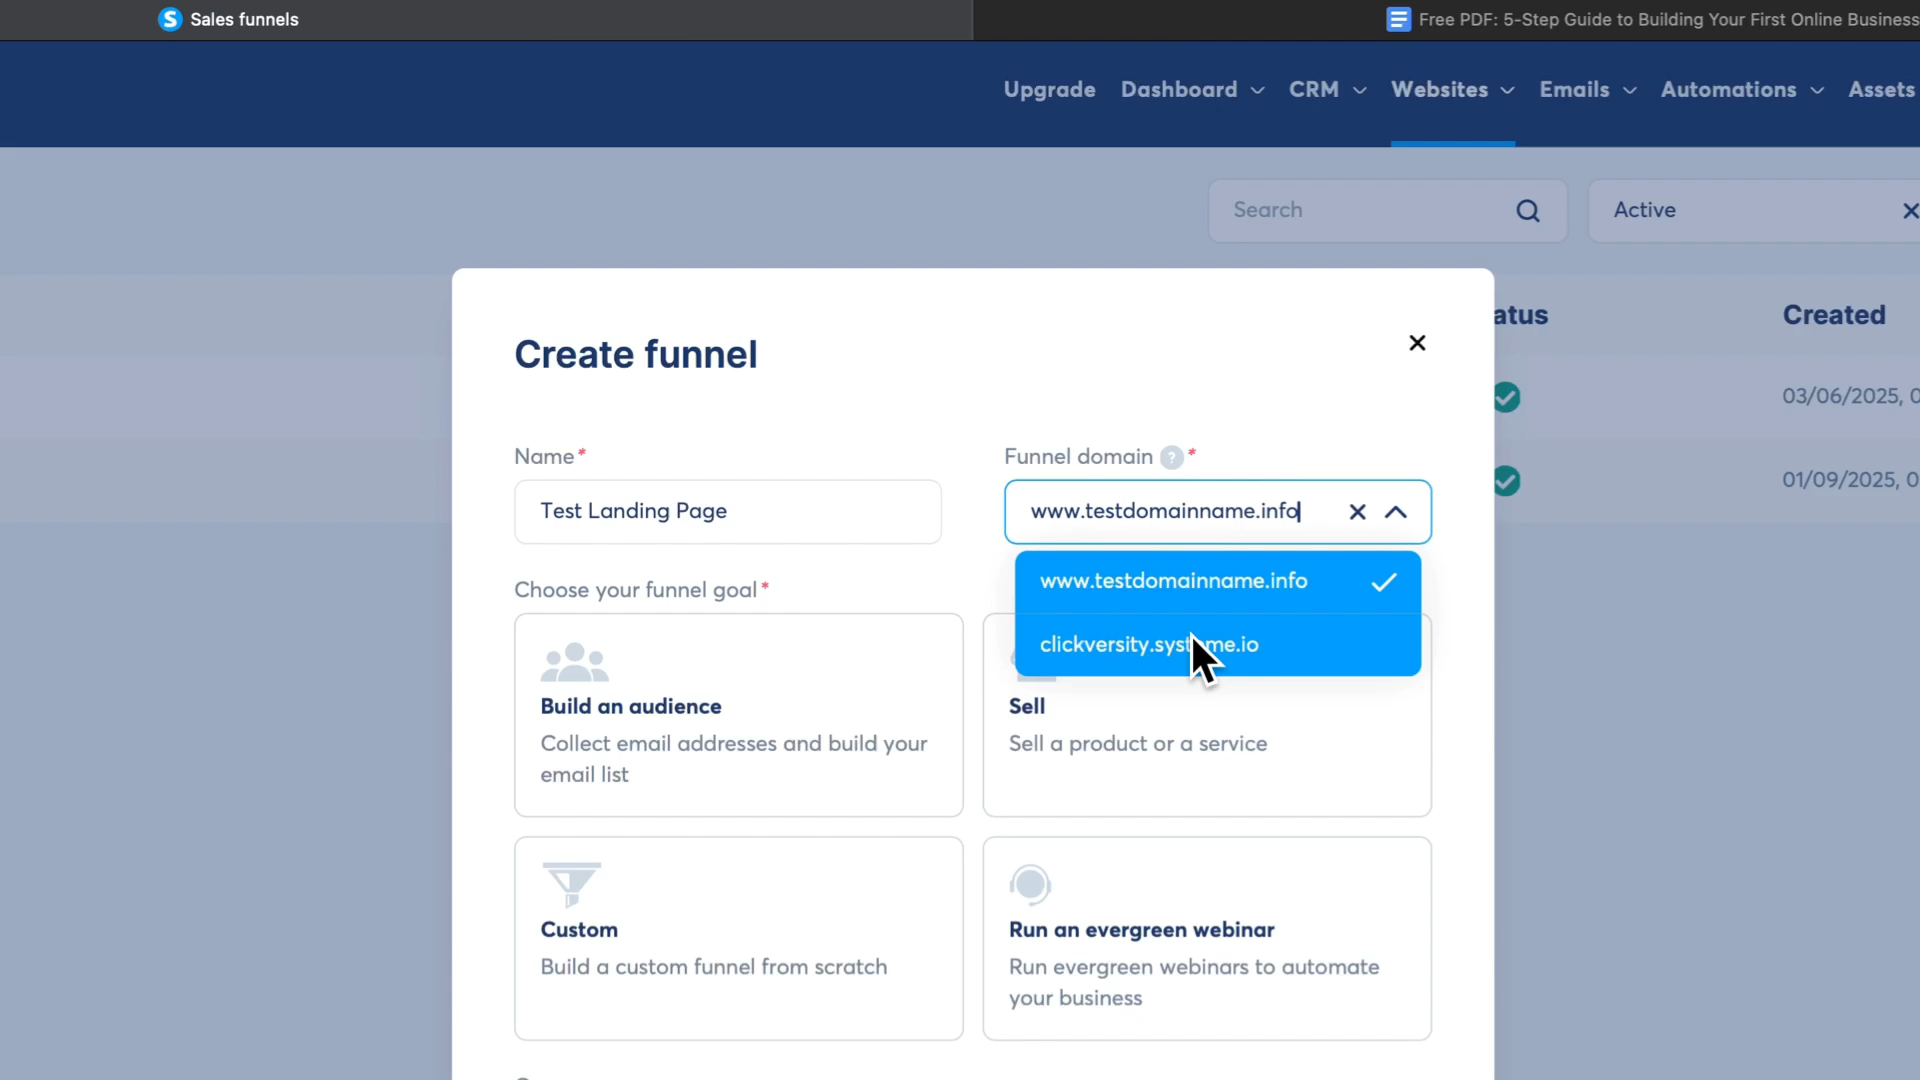 S Sales funnels
Free PDF: 5-Step Guide to Building Your First Online Business
Upgrade Dashboard CRM Websites Emails Automations Assets
Search
Active
atus
Created
Create funnel
03/06/2025, 0
Name*
Funnel domain ? *
01/09/2025, 0
Test Landing Page
www.testdomainname.info
www.testdomainname.info
Choose your funnel goal*
clickversity.systeme.io
Build an audience
Collect email addresses and build your
email list
Sell
Sell a product or a service
Custom
Build a custom funnel from scratch
Run an evergreen webinar
Run evergreen webinars to automate
your business